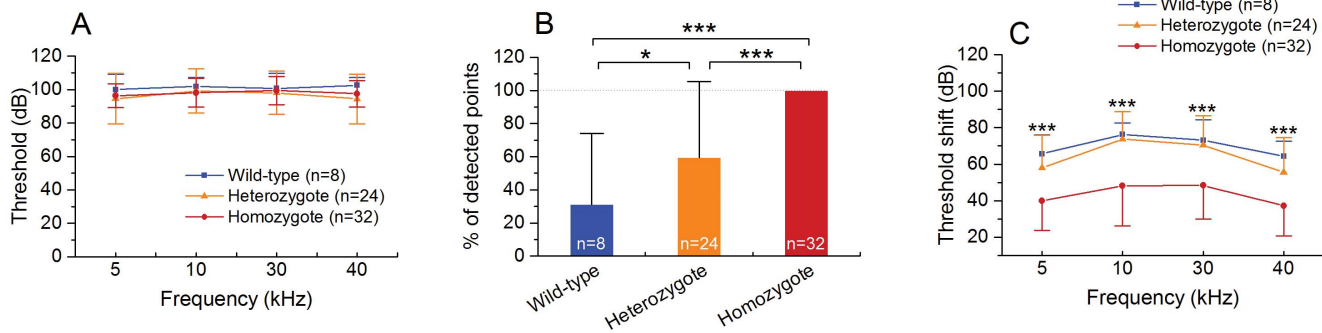 A
Threshold (dB)
120
100
80
60
40
20
0
Wild-type (n=8)
Heterozygote (n=24)
Homozygote (n=32)
5 10 30 40
Frequency (kHz)
B
% of detected points
120
100
80
60
40
20
0
***
* ***
n=8 n=24 n=32
Wild-type Heterozygote Homozygote
Wild-type (n=8)
Heterozygote (n=24)
Homozygote (n=32)
C
Threshold shift (dB)
120
100
80
60
40
20
*** *** *** ***
5 10 30 40
Frequency (kHz)